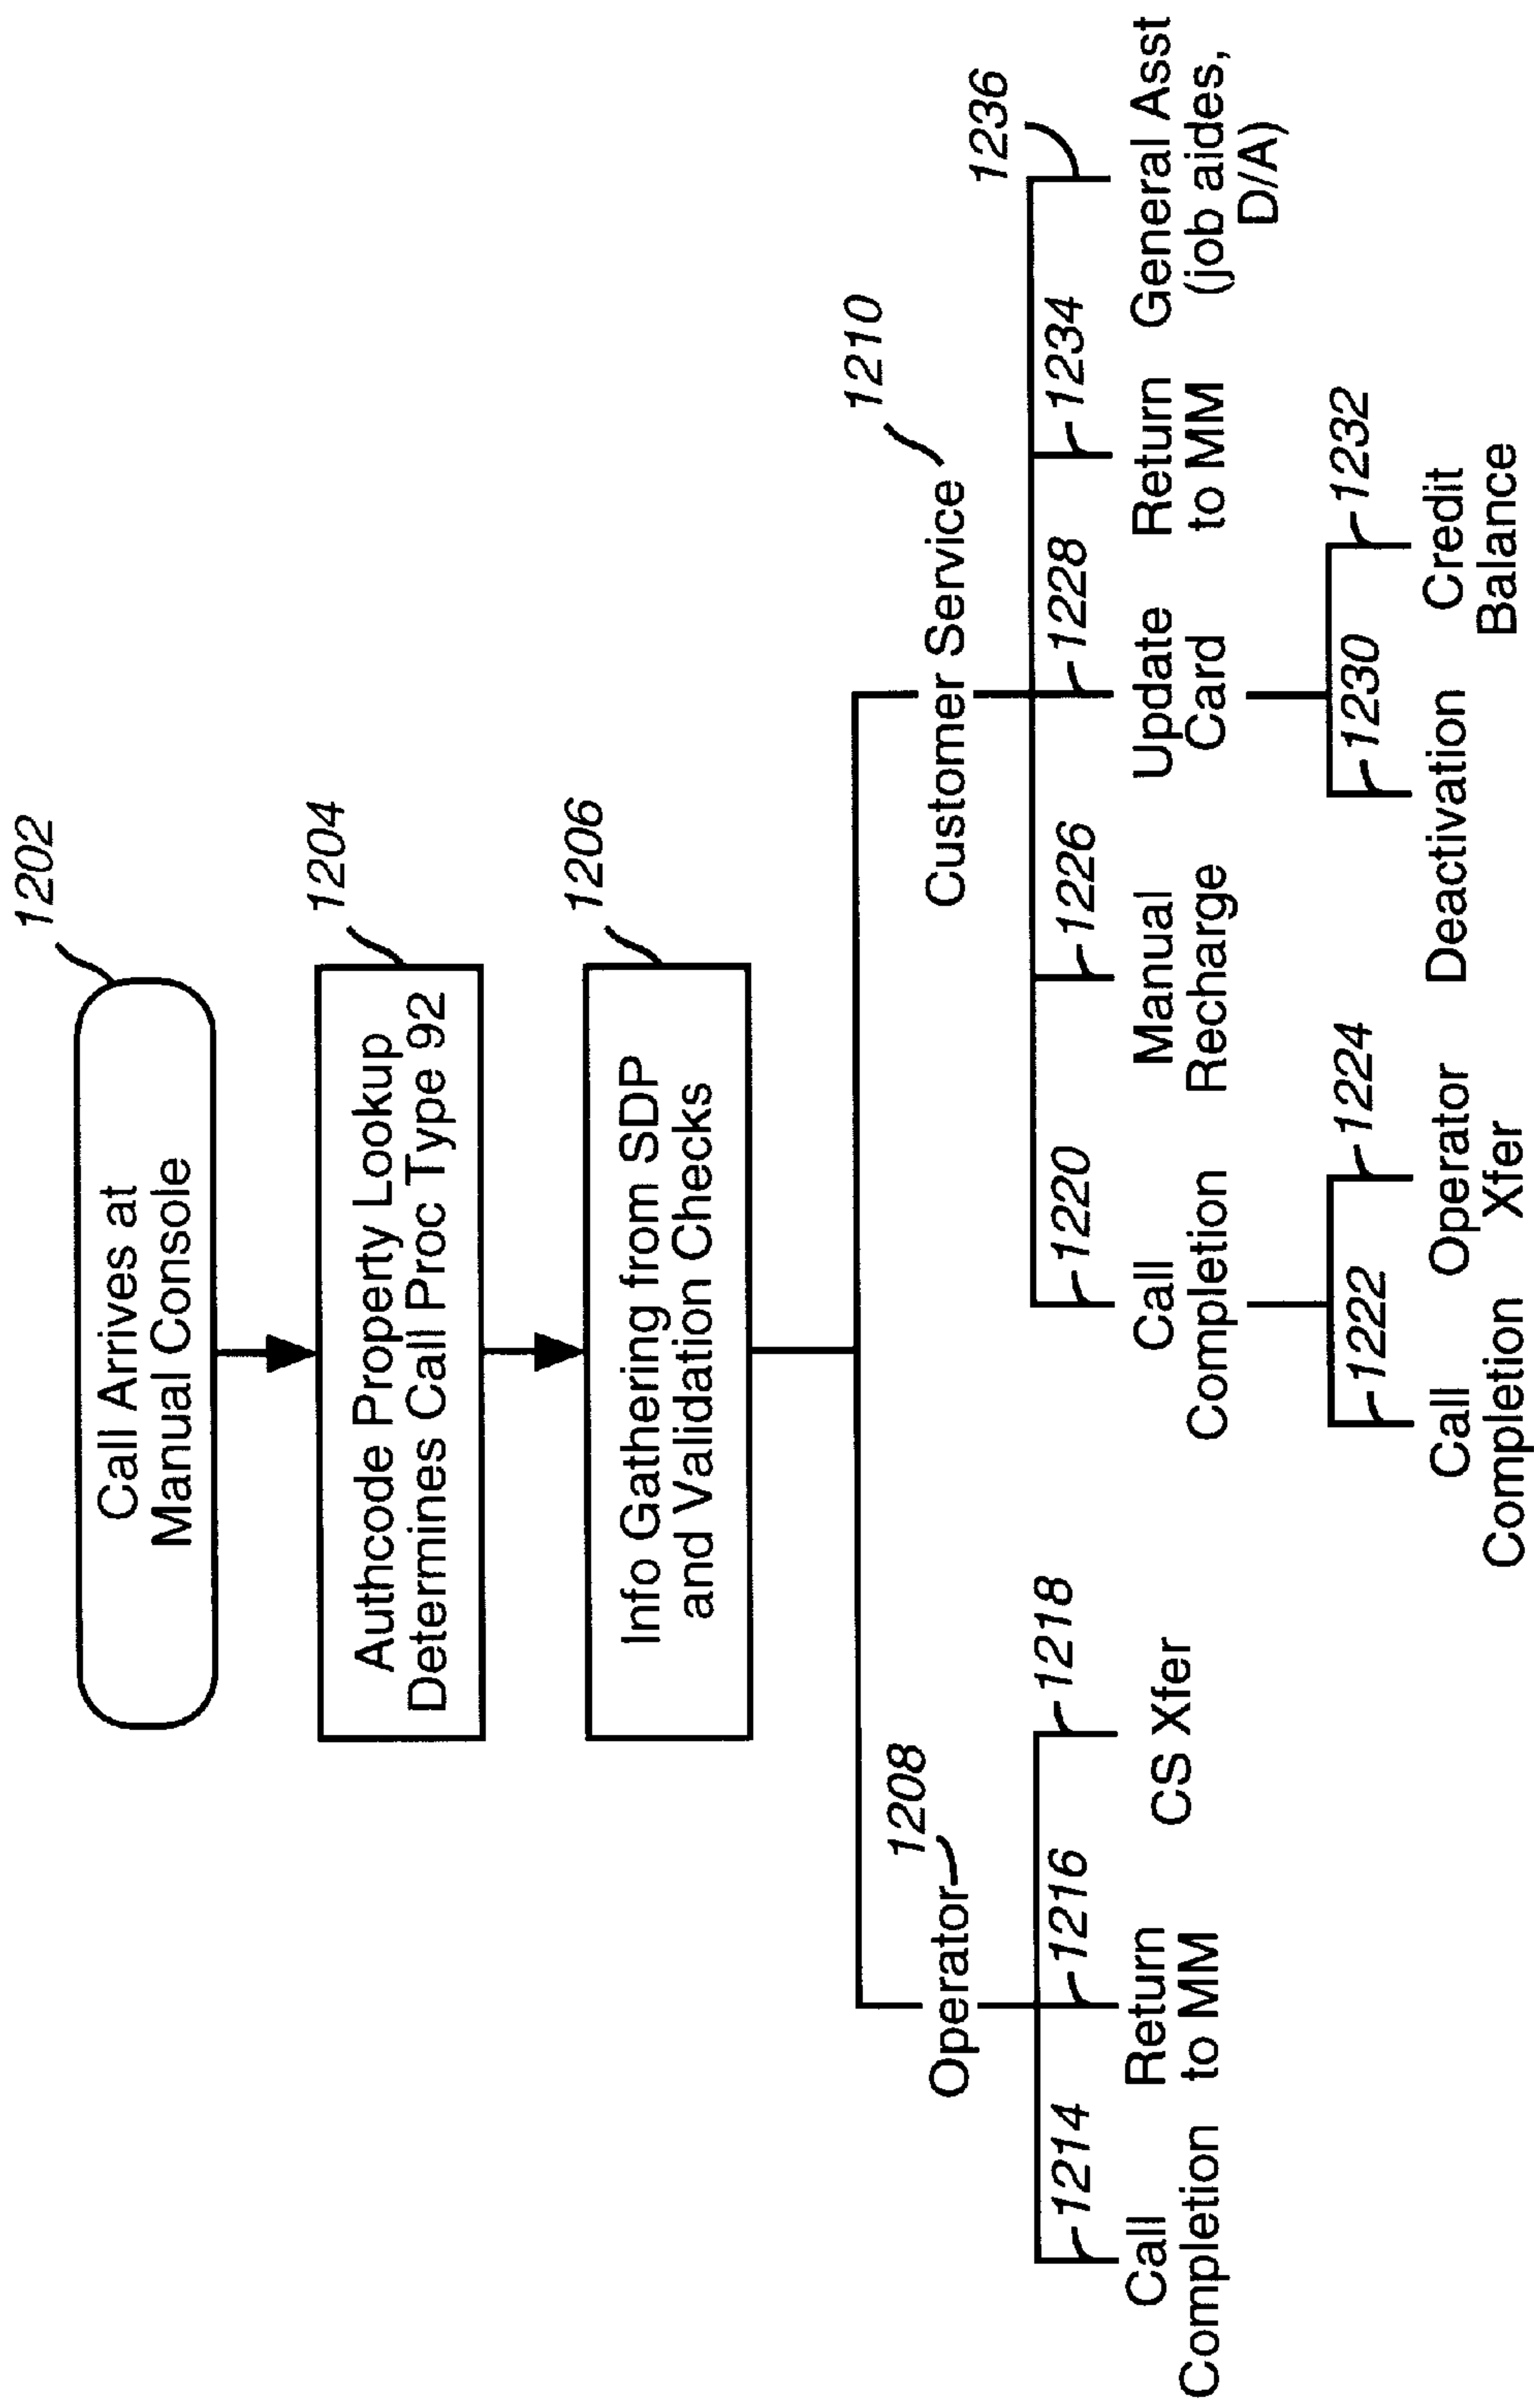 1202
Call Arrives at
Manual Console
1204
Authcode Property Lookup
Determines Call Proc Type 92
1206
Info Gathering from SDP
and Validation Checks
1208
Operator
1210
Customer Service
1214
Call
Completion
1216
Return
to MM
1218
CS Xfer
1220
Call
Completion
1222
Call
Completion
1224
Operator
Xfer
1226
Manual
Recharge
1228
Update
Card
1230
Deactivation
1232
Credit
Balance
1234
Return
to MM
1236
General Asst
(job aides,
D/A)